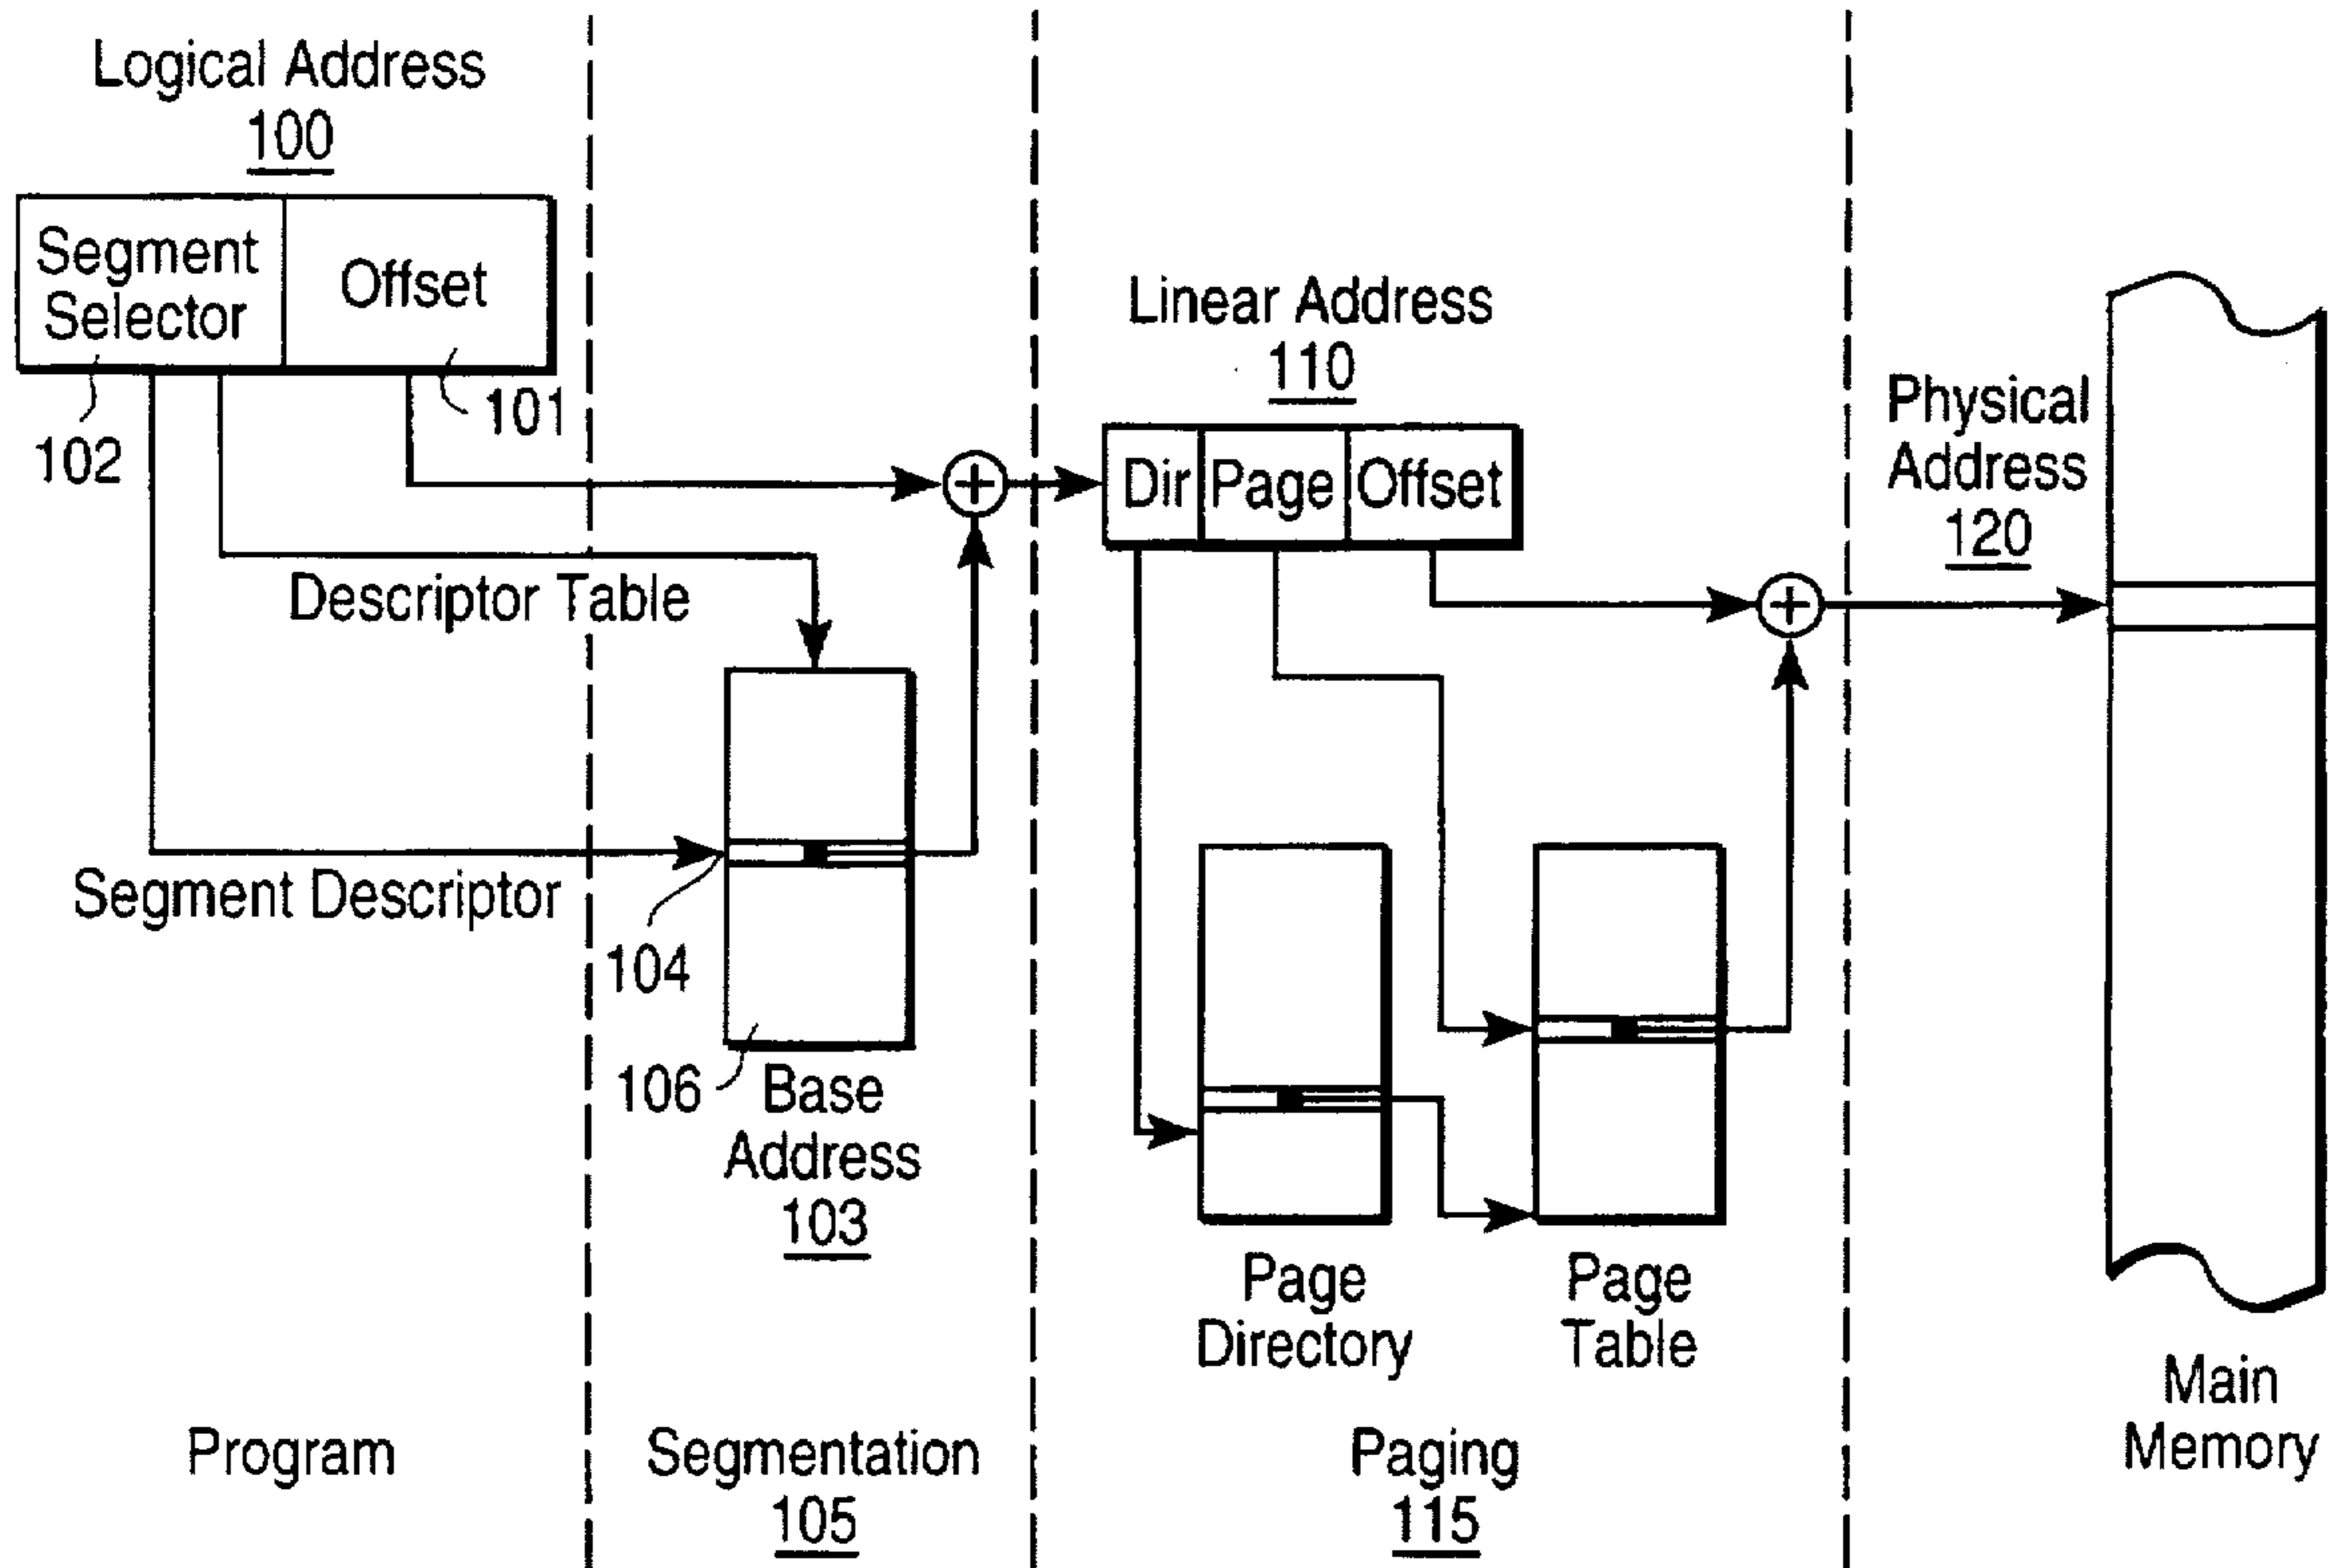 Logical Address
100
Segment
Selector
Offset
102
101
Descriptor Table
Segment Descriptor
104
106
Base
Address
103
Linear Address
110
Dir
Page
Offset
Page
Directory
Page
Table
Physical
Address
120
Main
Memory
Program
Segmentation
105
Paging
115